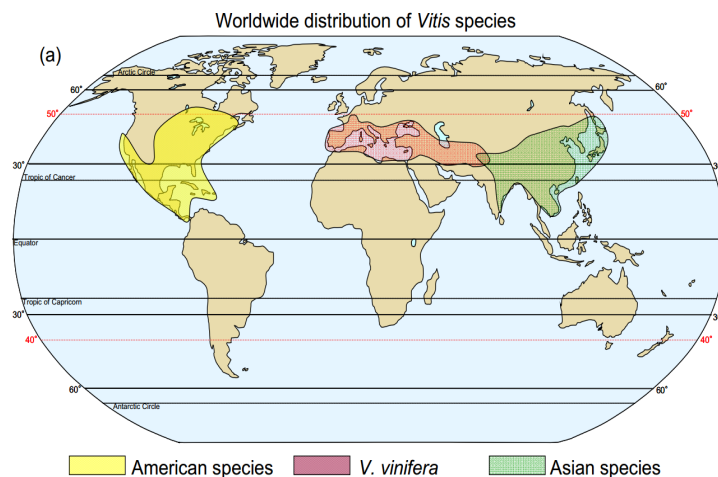 Worldwide distribution of Vitis species
(a)
Arctic Circle
60° 60°
50° 50°
30° 3
Tropic of Cancer
Equator
Tropic of Capricorn
30° 3
40° 40°
60° 60°
Antarctic Circle
American species V. vinifera Asian species